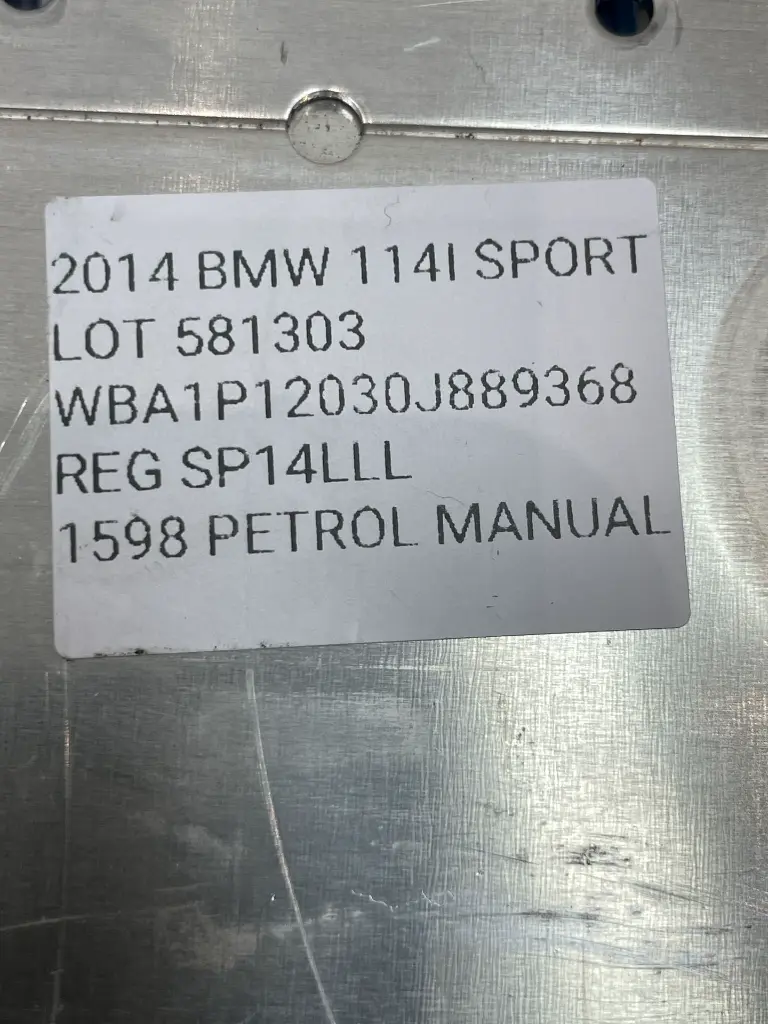 2014 BMW 114I SPORT
LOT 581303
WBA1P12030J889368
REG SP14LLL
1598 PETROL MANUAL